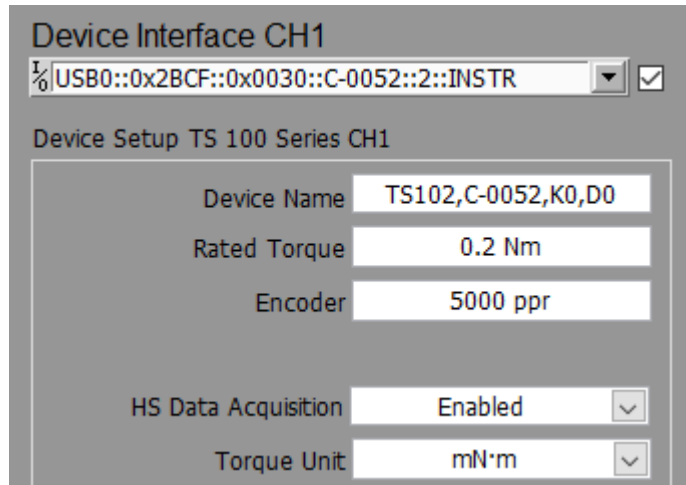 Device Interface CH1
I/O USB0::0x2BCF::0x0030::C-0052::2::INSTR
Device Setup TS 100 Series CH1
Device Name TS102,C-0052,K0,D0
Rated Torque 0.2 Nm
Encoder 5000 ppr
HS Data Acquisition Enabled
Torque Unit mN·m